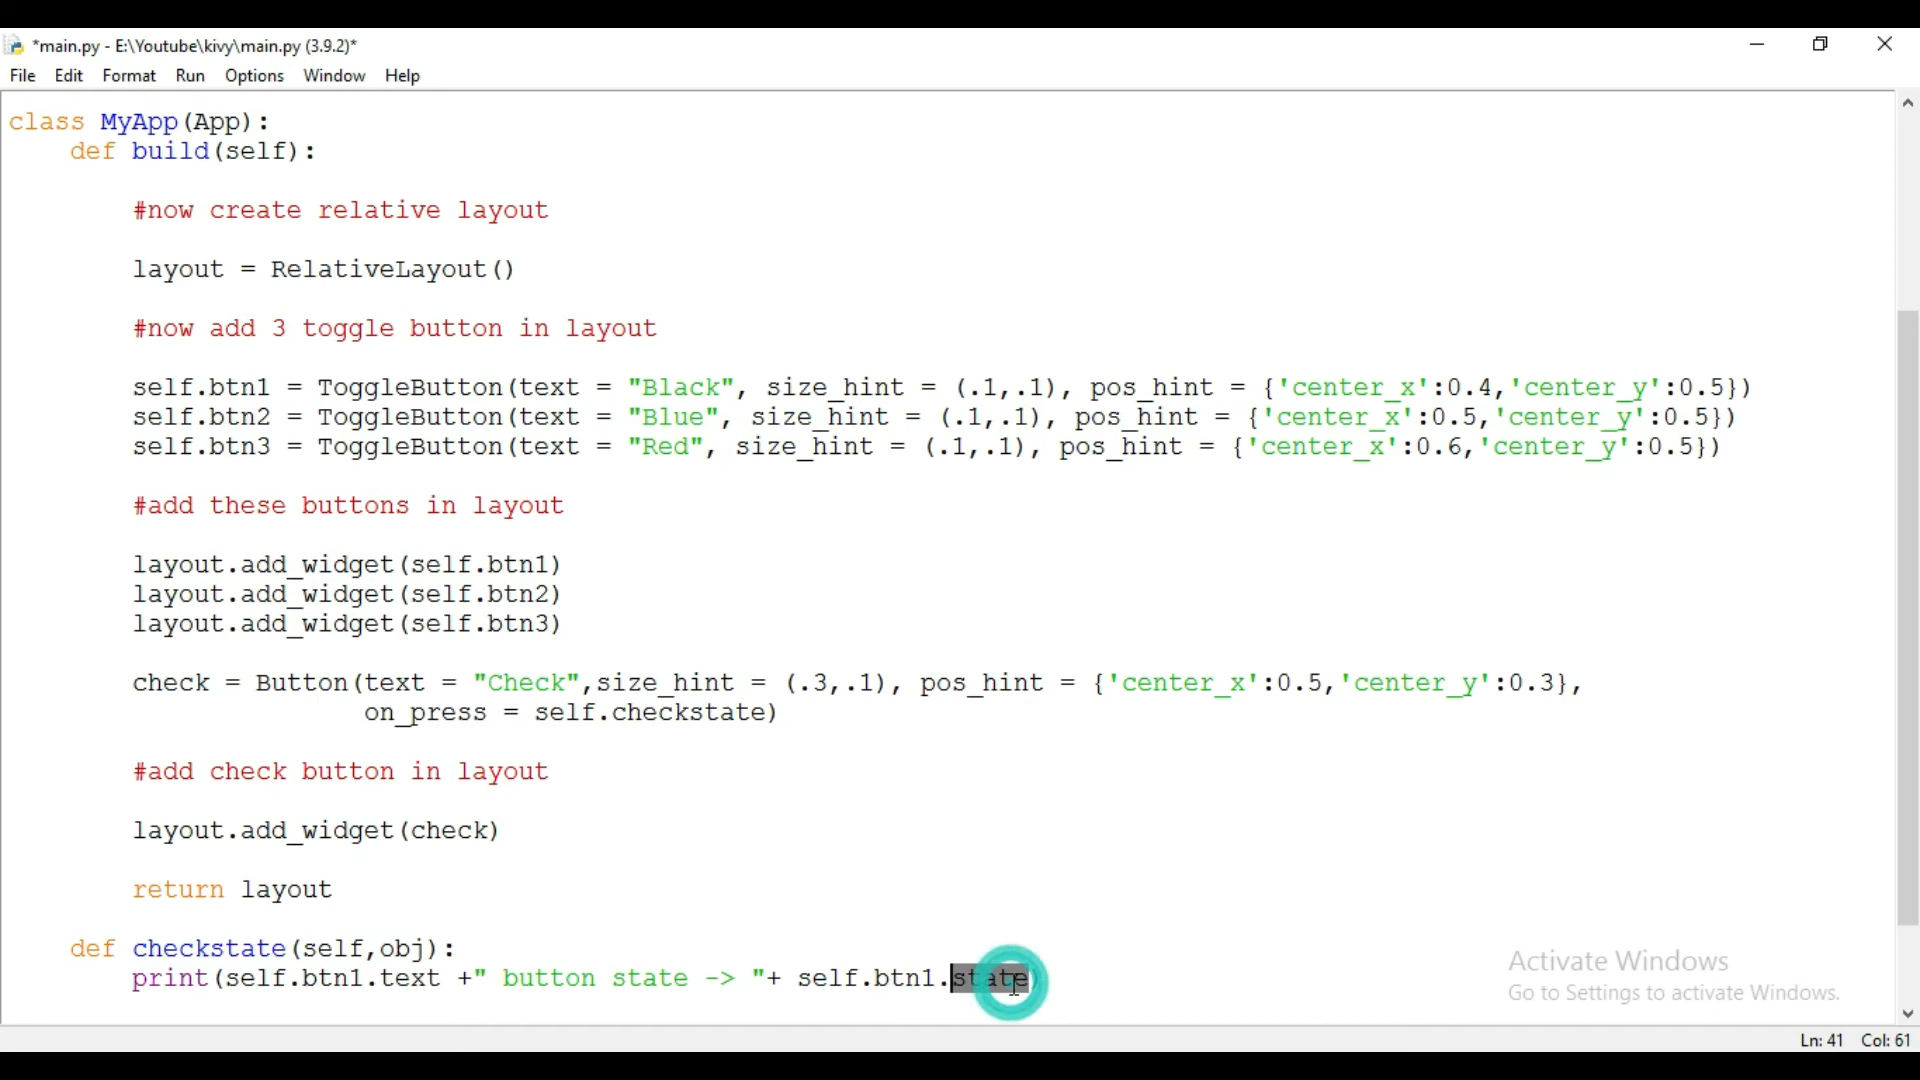 *main.py - E:\Youtube\kivy\main.py (3.9.2)*
File Edit Format Run Options Window Help
class MyApp(App):
    def build(self):
        #now create relative layout
        layout = RelativeLayout()
        #now add 3 toggle button in layout
        self.btn1 = ToggleButton(text = "Black", size_hint = (.1,.1), pos_hint = {'center_x':0.4,'center_y':0.5})
        self.btn2 = ToggleButton(text = "Blue", size_hint = (.1,.1), pos_hint = {'center_x':0.5,'center_y':0.5})
        self.btn3 = ToggleButton(text = "Red", size_hint = (.1,.1), pos_hint = {'center_x':0.6,'center_y':0.5})
        #add these buttons in layout
        layout.add_widget(self.btn1)
        layout.add_widget(self.btn2)
        layout.add_widget(self.btn3)
        check = Button(text = "Check",size_hint = (.3,.1), pos_hint = {'center_x':0.5,'center_y':0.3},
                       on_press = self.checkstate)
        #add check button in layout
        layout.add_widget(check)
        return layout
    def checkstate(self,obj):
        print(self.btn1.text +" button state -> "+ self.btn1.state)
Activate Windows
Go to Settings to activate Windows.
Ln: 41 Col: 61